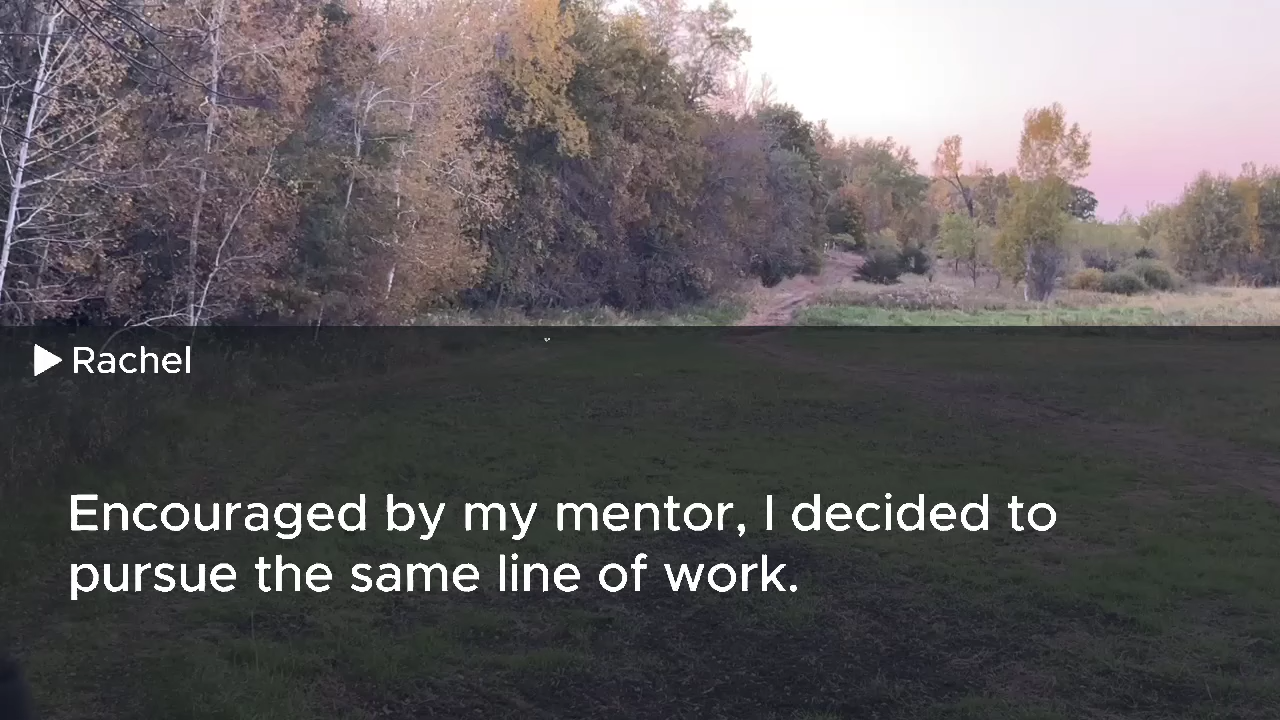 Rachel
Encouraged by my mentor, I decided to
pursue the same line of work.